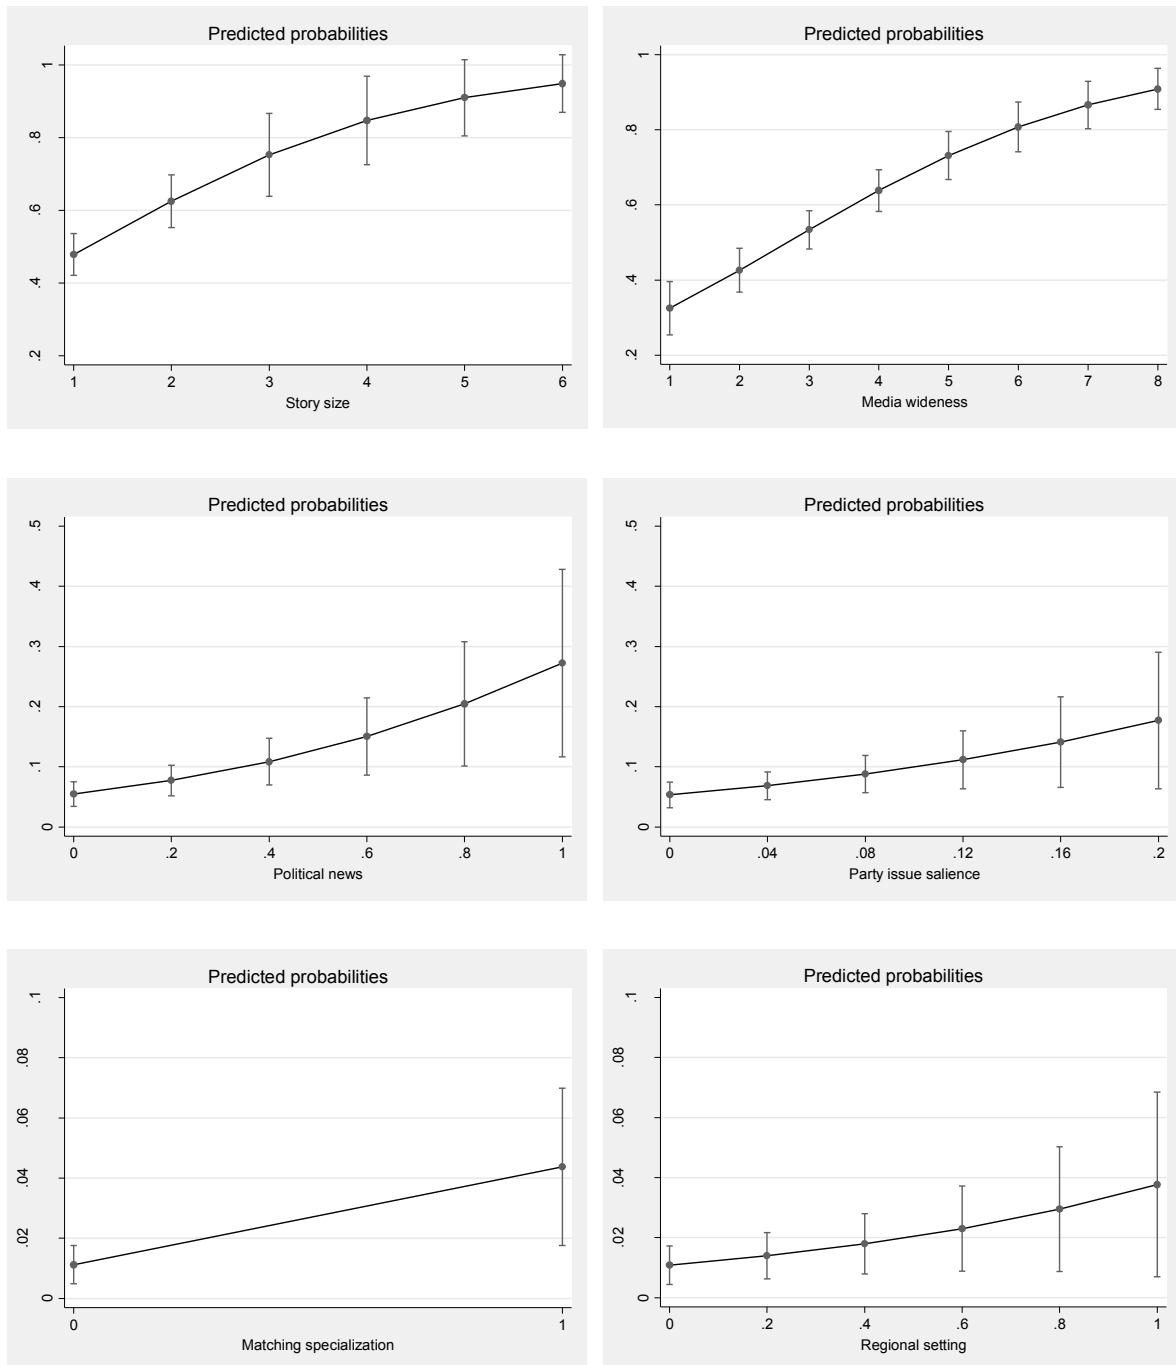 Predicted probabilities
1
.8
.6
.4
.2
1 2 3 4 5 6
Story size
Predicted probabilities
1
.8
.6
.4
.2
1 2 3 4 5 6 7 8
Media wideness
Predicted probabilities
.5
.4
.3
.2
.1
0
0 .2 .4 .6 .8 1
Political news
Predicted probabilities
.5
.4
.3
.2
.1
0
0 .04 .08 .12 .16 .2
Party issue salience
Predicted probabilities
.1
.08
.06
.04
.02
0
0 1
Matching specialization
Predicted probabilities
.1
.08
.06
.04
.02
0
0 .2 .4 .6 .8 1
Regional setting